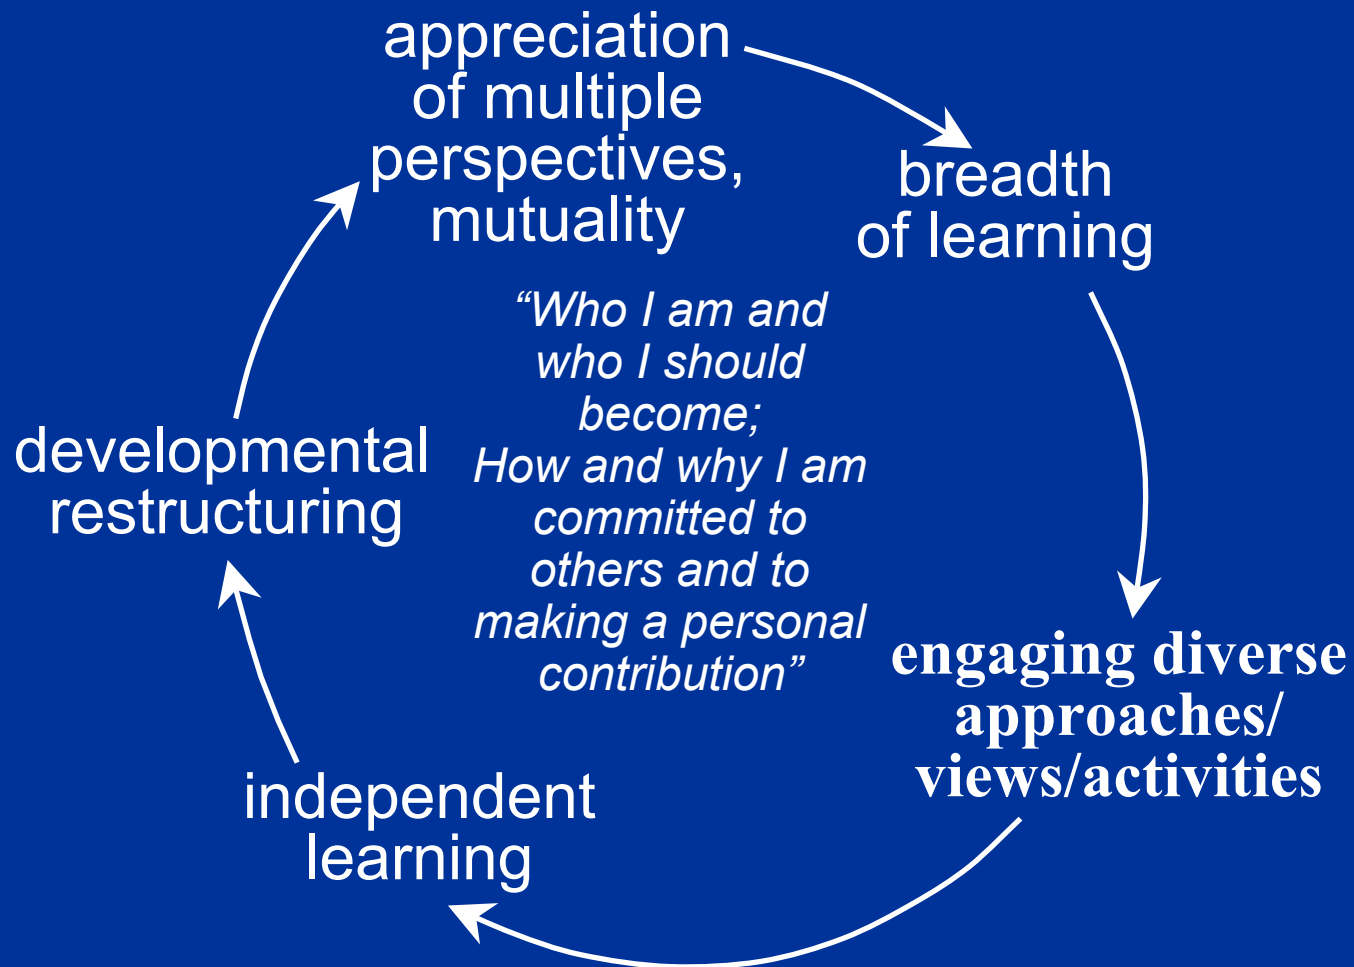 appreciation
of multiple
perspectives,
mutuality
breadth
of learning
“Who I am and
who I should
become;
How and why I am
committed to
others and to
making a personal
contribution”
developmental
restructuring
engaging diverse
approaches/
views/activities
independent
learning